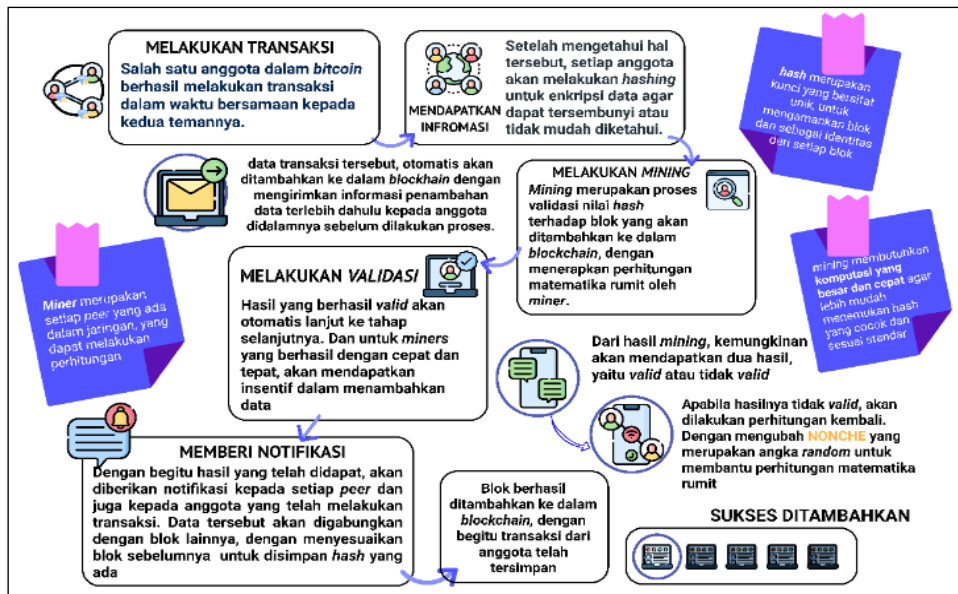 MELAKUKAN TRANSAKSI
Salah satu anggota dalam bitcoin
berhasil melakukan transaksi
dalam waktu bersamaan kepada
kedua temannya.
MENDAPATKAN
INFROMASI
Setelah mengetahui hal
tersebut, setiap anggota
akan melakukan hashing
untuk enkripsi data agar
dapat tersembunyi atau
tidak mudah diketahui.
hash merupakan
kunci yang bersifat
unik, untuk
mengamankan blok
dan sebagai identitas
dari setiap blok
data transaksi tersebut, otomatis akan
ditambahkan ke dalam blockhain dengan
mengirimkan informasi penambahan
data terlebih dahulu kepada anggota
didalamnya sebelum dilakukan proses.
MELAKUKAN MINING
Mining merupakan proses
validasi nilai hash
terhadap blok yang akan
ditambahkan ke dalam
blockchain, dengan
menerapkan perhitungan
matematika rumit oleh
miner.
mining membutuhkan
komputasi yang
besar dan cepat agar
lebih mudah
menemukan hash
yang cocok dan
sesuai standar
Miner merupakan
setiap peer yang ada
dalam jaringan, yang
dapat melakukan
perhitungan
MELAKUKAN VALIDASI
Hasil yang berhasil valid akan
otomatis lanjut ke tahap
selanjutnya. Dan untuk miners
yang berhasil dengan cepat dan
tepat, akan mendapatkan
insentif dalam menambahkan
data
Dari hasil mining, kemungkinan
akan mendapatkan dua hasil,
yaitu valid atau tidak valid
Apabila hasilnya tidak valid, akan
dilakukan perhitungan kembali.
Dengan mengubah NONCHE yang
merupakan angka random untuk
membantu perhitungan matematika
rumit
MEMBERI NOTIFIKASI
Dengan begitu hasil yang telah didapat, akan
diberikan notifikasi kepada setiap peer dan
juga kepada anggota yang telah melakukan
transaksi. Data tersebut akan digabungkan
dengan blok lainnya, dengan menyesuaikan
blok sebelumnya untuk disimpan hash yang
ada
Blok berhasil
ditambahkan ke dalam
blockchain, dengan
begitu transaksi dari
anggota telah
tersimpan
SUKSES DITAMBAHKAN